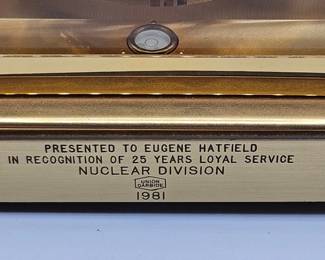 PRESENTED TO EUGENE HATFIELD
IN RECOGNITION OF 25 YEARS LOYAL SERVICE
NUCLEAR DIVISION
UNION
CARBIDE
1981